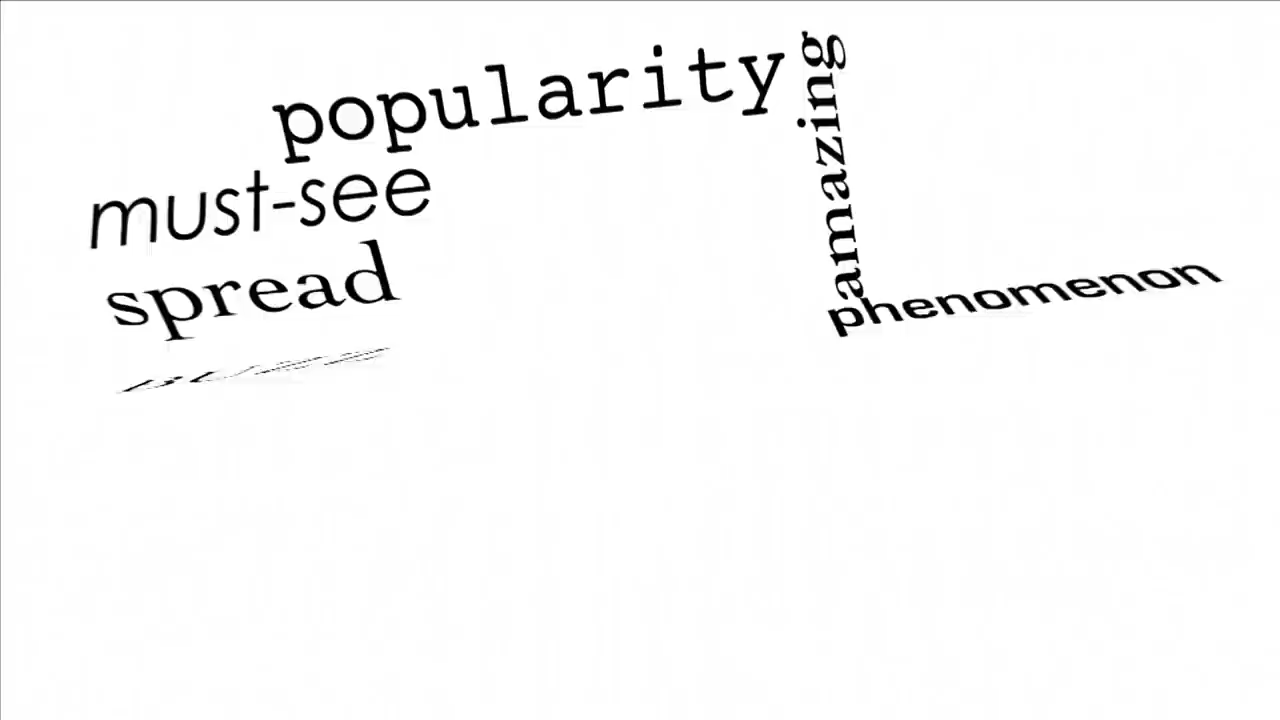 popularity
amazing
must-see
spread
phenomenon